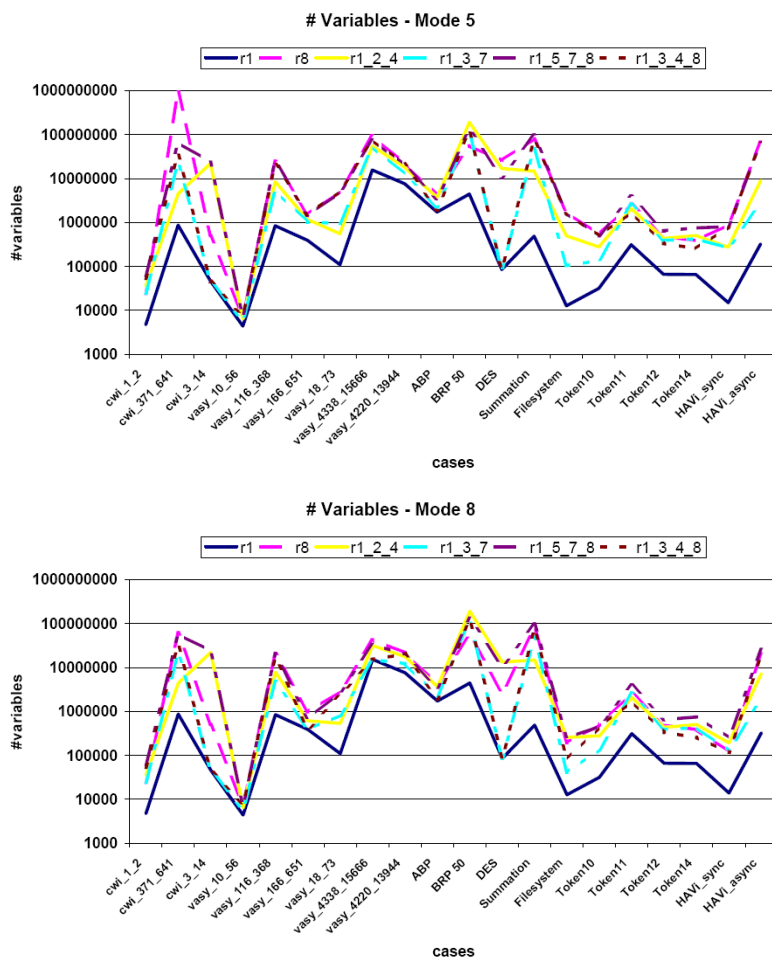 # Variables - Mode 5
r1 r8 r1_2_4 r1_3_7 r1_5_7_8 r1_3_4_8
1000000000
100000000
10000000
1000000
100000
10000
1000
#variables
cwi_1_2
cwi_371_641
cwi_3_14
vasy_10_56
vasy_116_368
vasy_166_651
vasy_18_73
vasy_4338_15666
vasy_4220_13944
ABP
BRP 50
DES
Summation
Filesystem
Token10
Token11
Token12
Token14
HAVi_sync
HAVi_async
cases
# Variables - Mode 8
r1 r8 r1_2_4 r1_3_7 r1_5_7_8 r1_3_4_8
1000000000
100000000
10000000
1000000
100000
10000
1000
#variables
cwi_1_2
cwi_371_641
cwi_3_14
vasy_10_56
vasy_116_368
vasy_166_651
vasy_18_73
vasy_4338_15666
vasy_4220_13944
ABP
BRP 50
DES
Summation
Filesystem
Token10
Token11
Token12
Token14
HAVi_sync
HAVi_async
cases